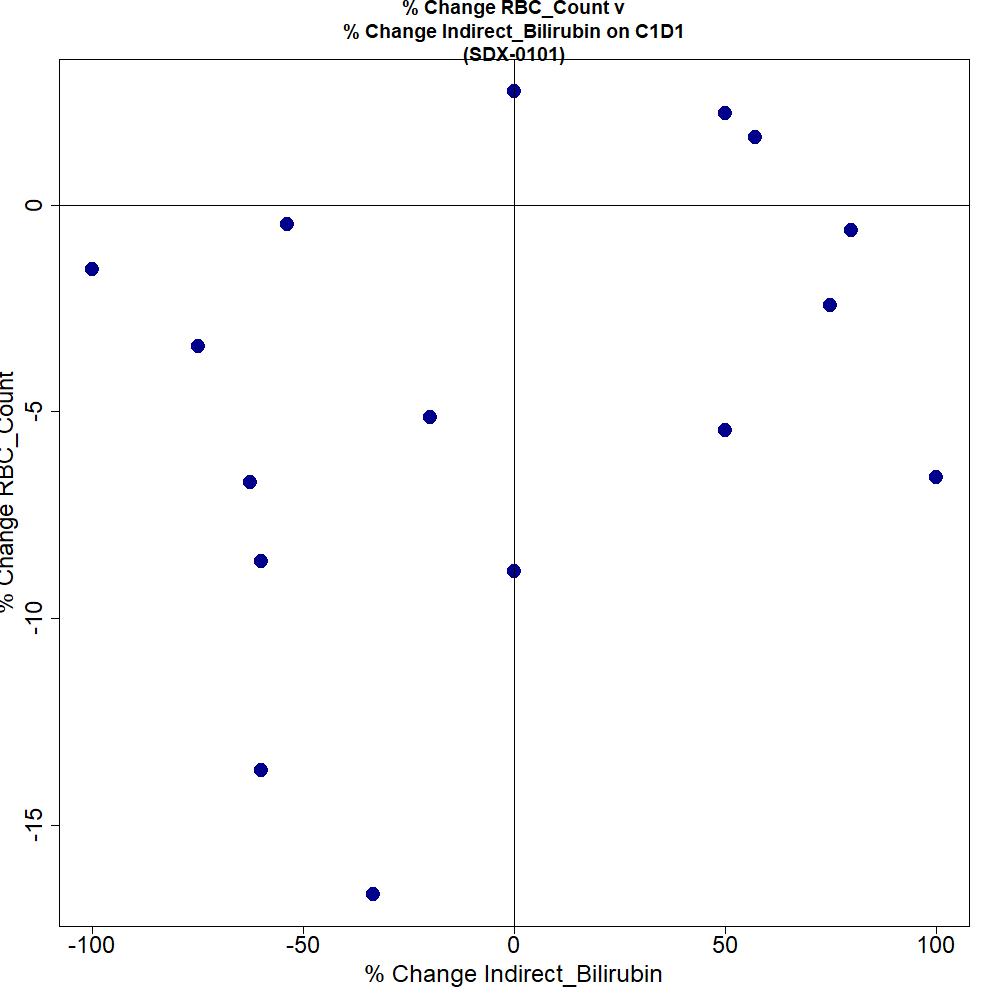 % Change RBC_Count v
% Change Indirect_Bilirubin on C1D1
(SDX-0101)
% Change RBC_Count
0
-5
-10
-15
-100
-50
0
50
100
% Change Indirect_Bilirubin